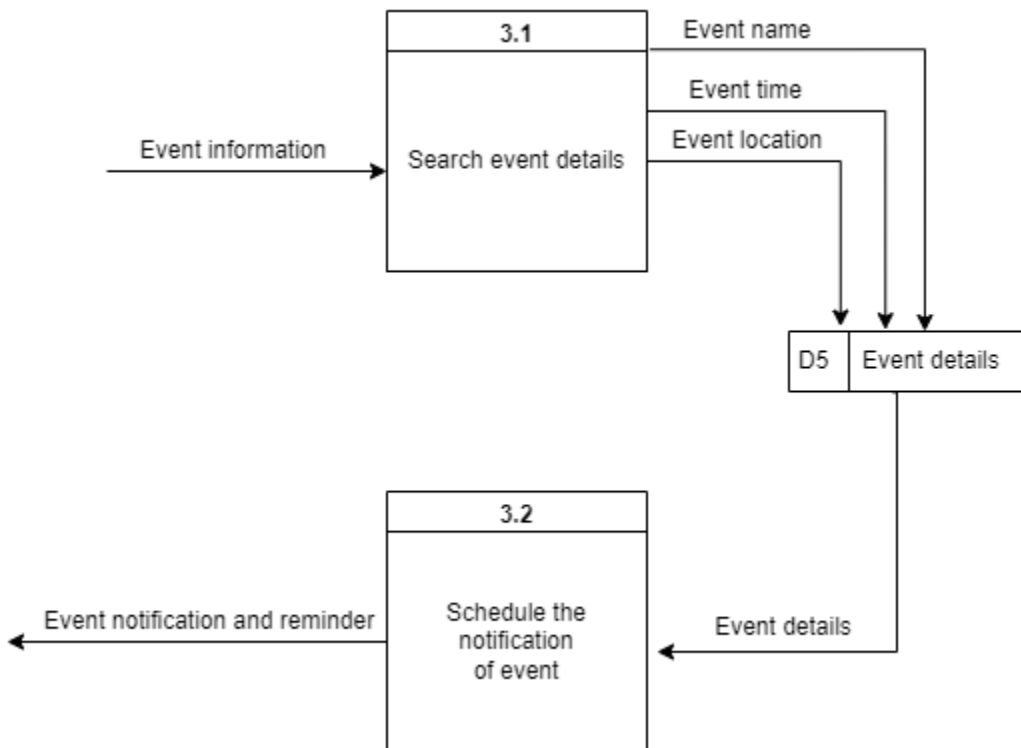 3.1
Event name
Event time
Event location
Event information
Search event details
D5
Event details
3.2
Event notification and reminder
Schedule the
notification
of event
Event details